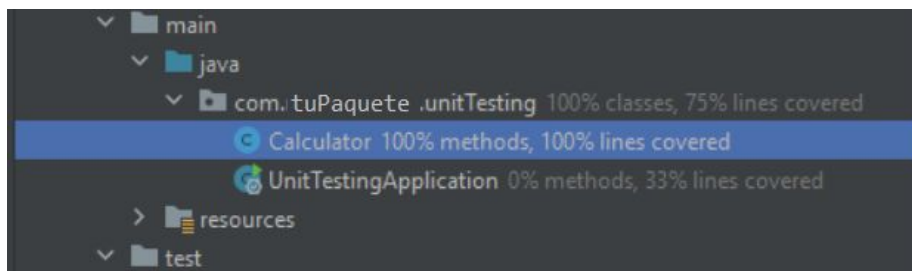 main
java
com.tuPaquete .unitTesting 100% classes, 75% lines covered
Calculator 100% methods, 100% lines covered
UnitTestingApplication 0% methods, 33% lines covered
resources
test